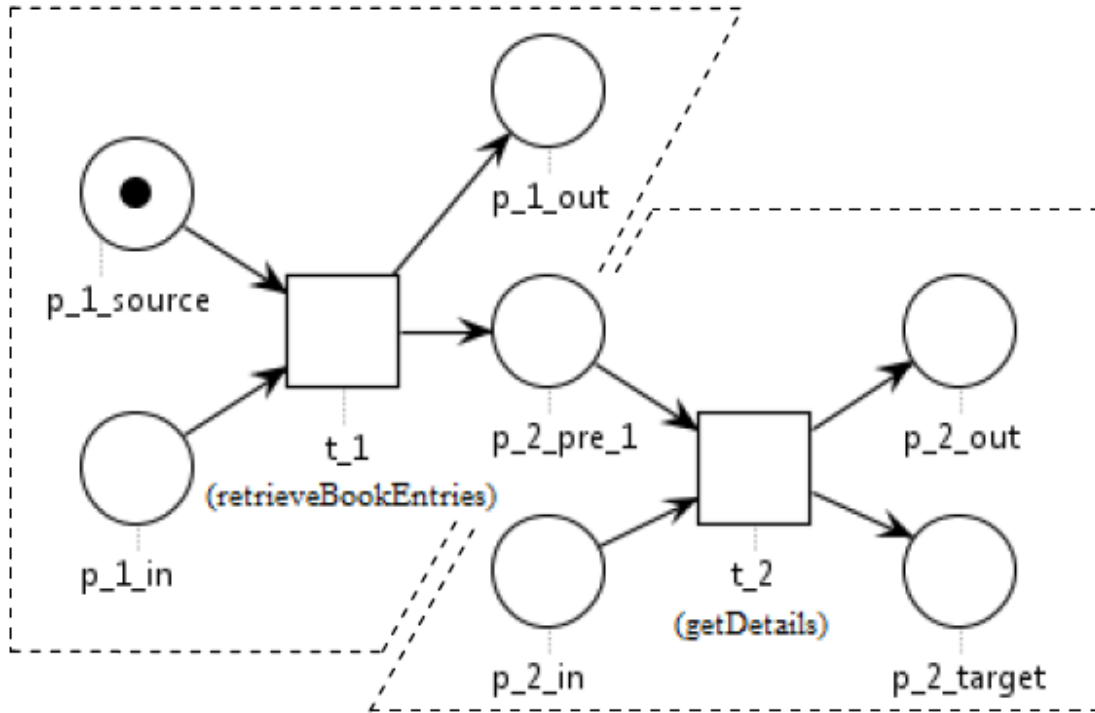 p_1_out
p_1_source
t_1
(retrieveBookEntries)
p_2_pre_1
p_2_out
p_1_in
t_2
(getDetails)
p_2_in
p_2_target